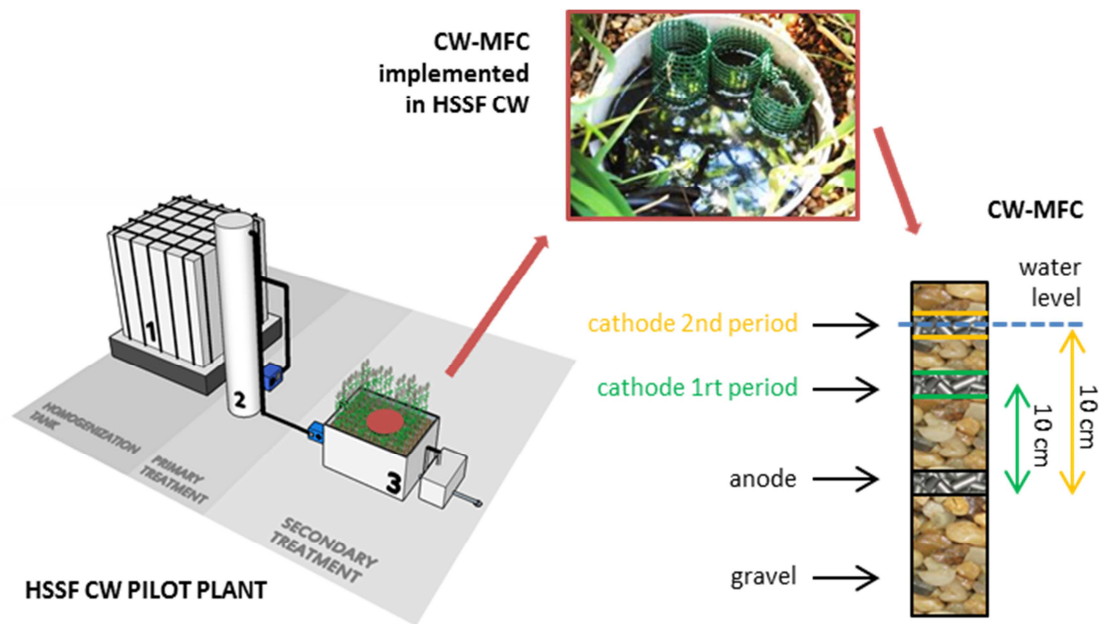 CW-MFC
implemented
in HSSF CW
CW-MFC
water
level
cathode 2nd period
cathode 1rt period
anode
gravel
10 cm
10 cm
1
2
3
HOMOGENIZATION
TANK
PRIMARY
TREATMENT
SECONDARY
TREATMENT
HSSF CW PILOT PLANT